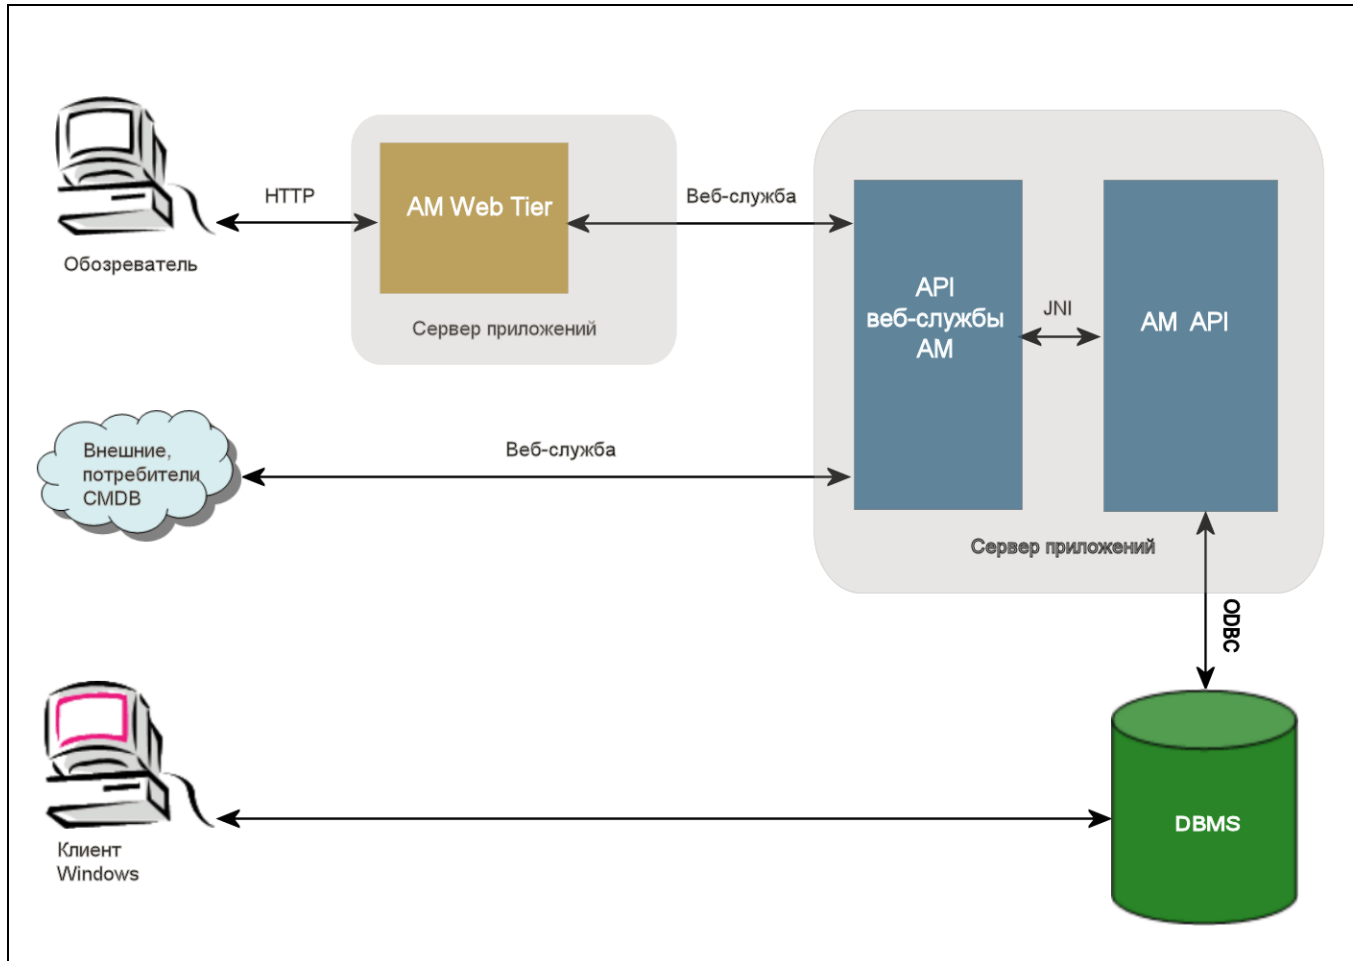 HTTP
AM Web Tier
Веб-служба
Обозреватель
Сервер приложений
API
веб-службы
AM
JNI
AM API
Внешние,
потребители
CMDB
Веб-служба
Сервер приложений
ODBC
DBMS
Клиент
Windows